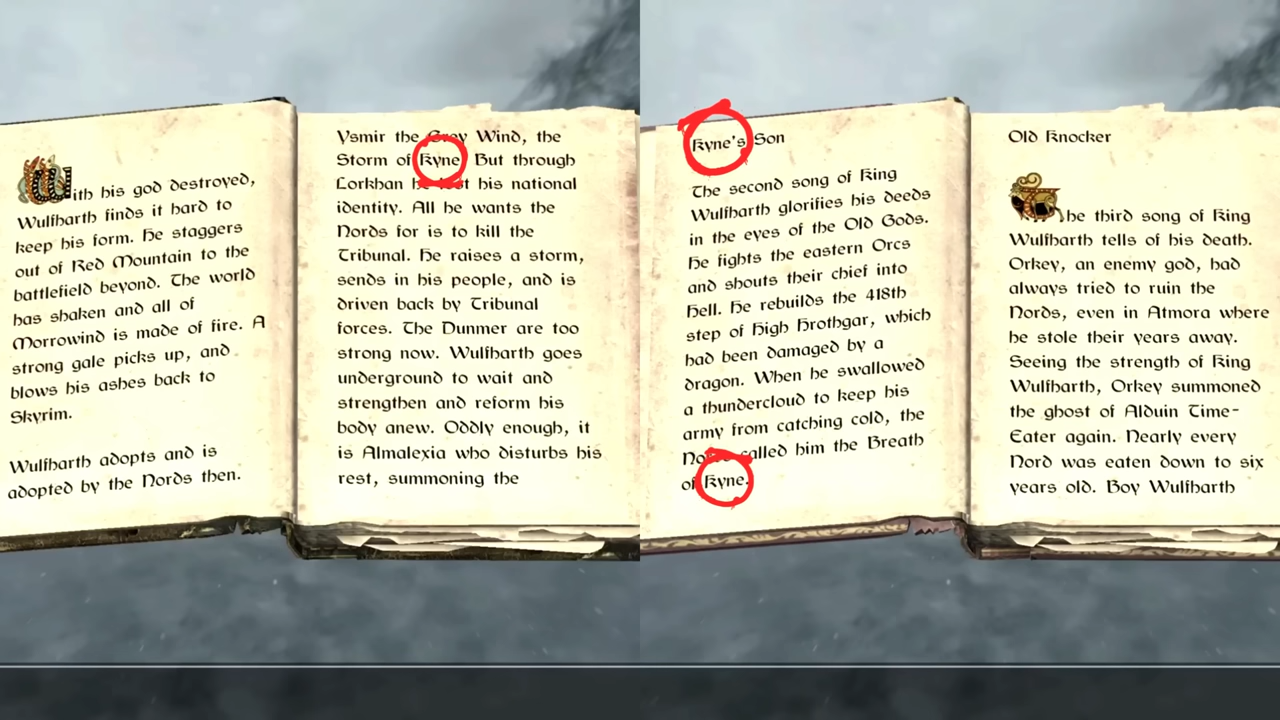 With his god destroyed,
Wulfharth finds it hard to
keep his form. He staggers
out of Red Mountain to the
battlefield beyond. The world
has shaken and all of
Morrowind is made of fire. A
strong gale picks up, and
blows his ashes back to
Skyrim.
Wulfharth adopts and is
adopted by the Nords then.
Ysmir the Grey Wind, the
Storm of Kyne. But through
Lorkhan he lost his national
identity. All he wants the
Nords for is to kill the
Tribunal. He raises a storm,
sends in his people, and is
driven back by Tribunal
forces. The Dunmer are too
strong now. Wulfharth goes
underground to wait and
strengthen and reform his
body anew. Oddly enough, it
is Almalexia who disturbs his
rest, summoning the
Kyne's Son
The second song of King
Wulfharth glorifies his deeds
in the eyes of the Old Gods.
He fights the eastern Orcs
and shouts their chief into
Hell. He rebuilds the 418th
step of High Hrothgar, which
had been damaged by a
dragon. When he swallowed
a thundercloud to keep his
army from catching cold, the
Nords called him the Breath
of Kyne.
Old Knocker
The third song of King
Wulfharth tells of his death.
Orkey, an enemy god, had
always tried to ruin the
Nords, even in Atmora where
he stole their years away.
Seeing the strength of King
Wulfharth, Orkey summoned
the ghost of Alduin Time-
Eater again. Nearly every
Nord was eaten down to six
years old. Boy Wulfharth